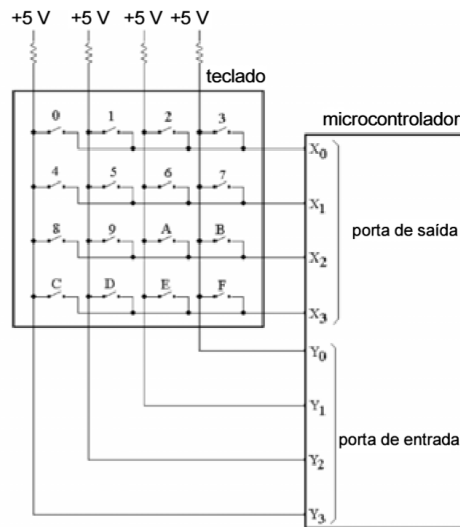 +5 V +5 V +5 V +5 V
teclado
microcontrolador
0 1 2 3
X0
4 5 6 7
X1
porta de saída
8 9 A B
X2
C D E F
X3
Y0
Y1
porta de entrada
Y2
Y3